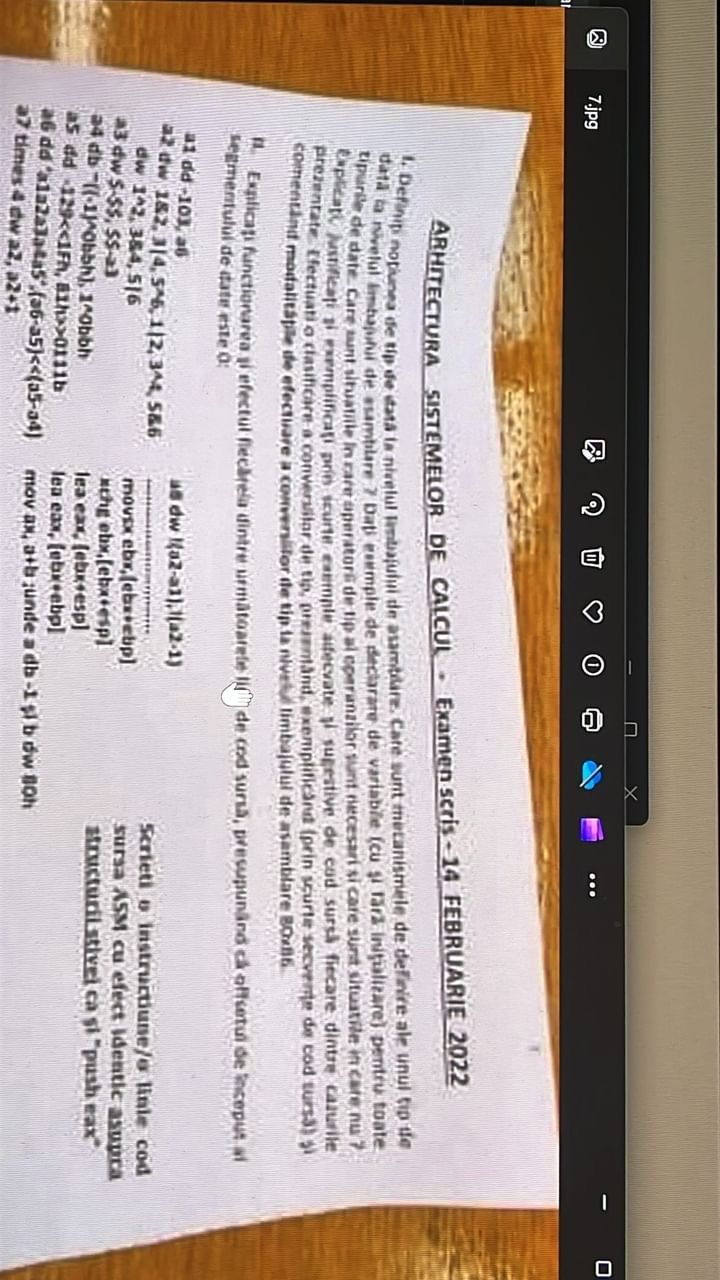 7.jpg
ARHITECTURA SISTEMELOR DE CALCUL - Examen scris - 14 FEBRUARIE 2022
I. Definiți noțiunea de tip de dată la nivelul limbajului de asamblare. Care sunt mecanismele de definire ale unui tip de
dată la nivelul limbajului de asamblare ? Dați exemple de declarare de variabile (cu și fără inițializare) pentru toate
tipurile de date. Care sunt situatiile in care operatorii de tip al operanzilor sunt necesari si care sunt situatiile in care nu ?
Explicați, justificați și exemplificați prin scurte exemple adecvate și sugestive de cod sursă fiecare dintre cazurile
prezentate. Efectuati o clasificare a conversiilor de tip, prezentând, exemplificând (prin scurte secvențe de cod sursă) și
comentând modalitățile de efectuare a conversiilor de tip la nivelul limbajului de asamblare 80x86.
II. Explicați functionarea și efectul fiecăreia dintre următoarele de cod sursă, presupunând că offsetul de început al
segmentului de date este 0:
a1 dd -103, a6
a2 dw 1&2, 3|4, 5^6, 1|2, 3^4, 5&6
dw 1^2, 3&4, 5|6
a3 dw $-$$, $$-a3
a4 db ~((-1)^0bbh), 1^0bbh
a5 dd -129<<1Fh, 81h>>0111b
a6 dd 'a1a2a3a4a5',(a6-a5)<<(a5-a4)
a7 times 4 dw a2, a2+1
a8 dw !(a2-a1),!(a2-1)
..............................
movsx ebx,[ebx+ebp]
xchg ebx,[ebx+esp]
lea eax, [ebx+esp]
lea eax, [ebx+ebp]
mov ax, a+b ;unde a db -1 și b dw 80h
Scrieti o instructiune/o linie cod
sursa ASM cu efect identic asupra
structurii stivei ca și "push eax"